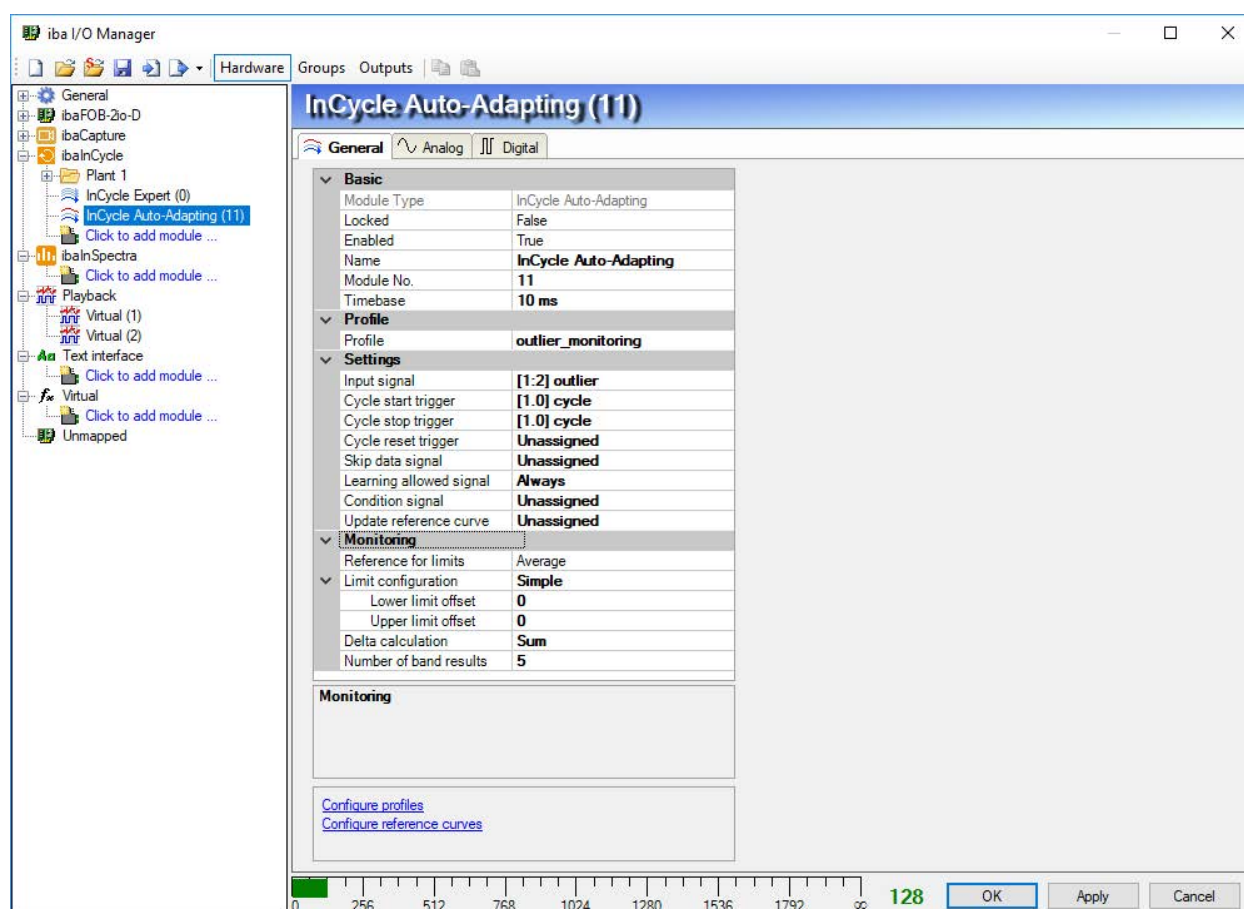 iba I/O Manager
Hardware Groups Outputs
General
ibaFOB-2io-D
ibaCapture
ibaInCycle
Plant 1
InCycle Expert (0)
InCycle Auto-Adapting (11)
Click to add module ...
ibaInSpectra
Click to add module ...
Playback
Virtual (1)
Virtual (2)
Text interface
Click to add module ...
Virtual
Click to add module ...
Unmapped
InCycle Auto-Adapting (11)
General Analog Digital
Basic
Module Type InCycle Auto-Adapting
Locked False
Enabled True
Name InCycle Auto-Adapting
Module No. 11
Timebase 10 ms
Profile
Profile outlier_monitoring
Settings
Input signal [1:2] outlier
Cycle start trigger [1.0] cycle
Cycle stop trigger [1.0] cycle
Cycle reset trigger Unassigned
Skip data signal Unassigned
Learning allowed signal Always
Condition signal Unassigned
Update reference curve Unassigned
Monitoring
Reference for limits Average
Limit configuration Simple
Lower limit offset 0
Upper limit offset 0
Delta calculation Sum
Number of band results 5
Monitoring
Configure profiles
Configure reference curves
0 256 512 768 1024 1280 1536 1792 ∞ 128 OK Apply Cancel